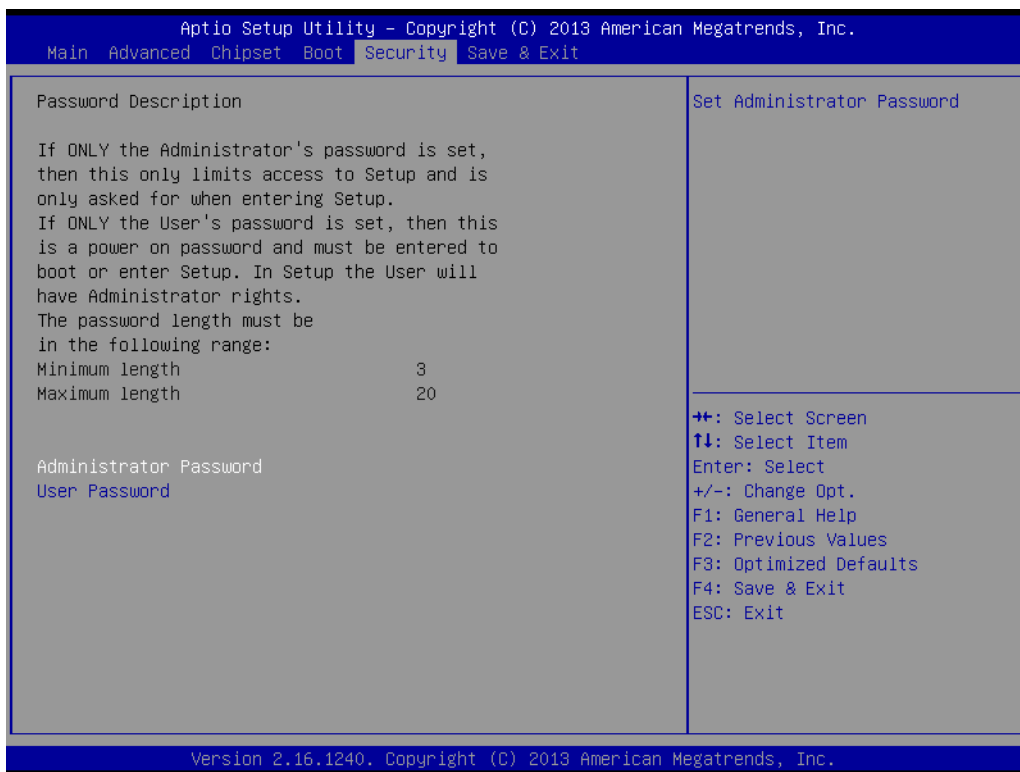 Aptio Setup Utility – Copyright (C) 2013 American Megatrends, Inc.
Main Advanced Chipset Boot Security Save & Exit
Password Description
If ONLY the Administrator's password is set,
then this only limits access to Setup and is
only asked for when entering Setup.
If ONLY the User's password is set, then this
is a power on password and must be entered to
boot or enter Setup. In Setup the User will
have Administrator rights.
The password length must be
in the following range:
Minimum length 3
Maximum length 20
Administrator Password
User Password
Set Administrator Password
→←: Select Screen
↑↓: Select Item
Enter: Select
+/-: Change Opt.
F1: General Help
F2: Previous Values
F3: Optimized Defaults
F4: Save & Exit
ESC: Exit
Version 2.16.1240. Copyright (C) 2013 American Megatrends, Inc.